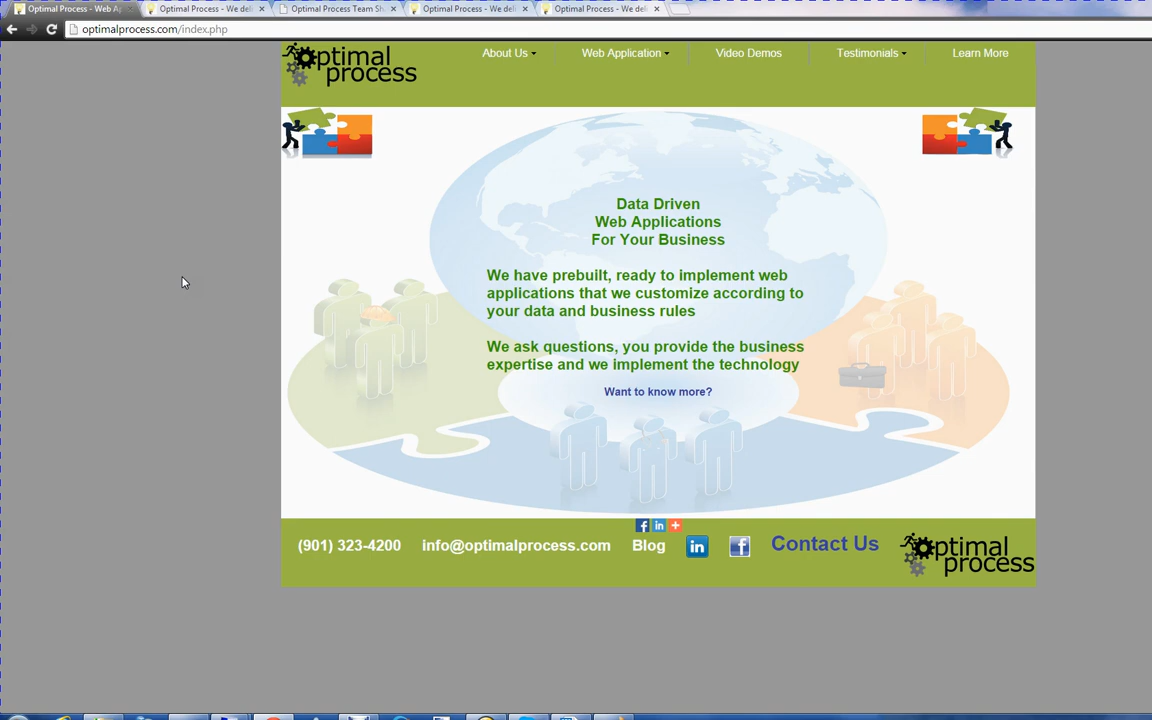 Optimal Process - Web Ap
Optimal Process - We deli
Optimal Process Team Sh
Optimal Process - We deli
Optimal Process - We deli
optimalprocess.com/index.php
optimal
process
About Us
Web Application
Video Demos
Testimonials
Learn More
Data Driven
Web Applications
For Your Business
We have prebuilt, ready to implement web
applications that we customize according to
your data and business rules
We ask questions, you provide the business
expertise and we implement the technology
Want to know more?
(901) 323-4200 info@optimalprocess.com Blog in f Contact Us
optimal
process